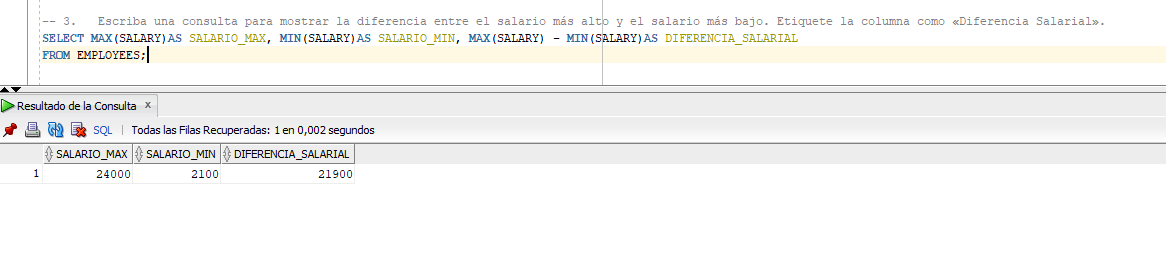 -- 3.   Escriba una consulta para mostrar la diferencia entre el salario más alto y el salario más bajo. Etiquete la columna como «Diferencia Salarial».
SELECT MAX(SALARY)AS SALARIO_MAX, MIN(SALARY)AS SALARIO_MIN, MAX(SALARY) - MIN(SALARY)AS DIFERENCIA_SALARIAL
FROM EMPLOYEES;
Resultado de la Consulta x
SQL | Todas las Filas Recuperadas: 1 en 0,002 segundos
SALARIO_MAX SALARIO_MIN DIFERENCIA_SALARIAL
1 24000 2100 21900